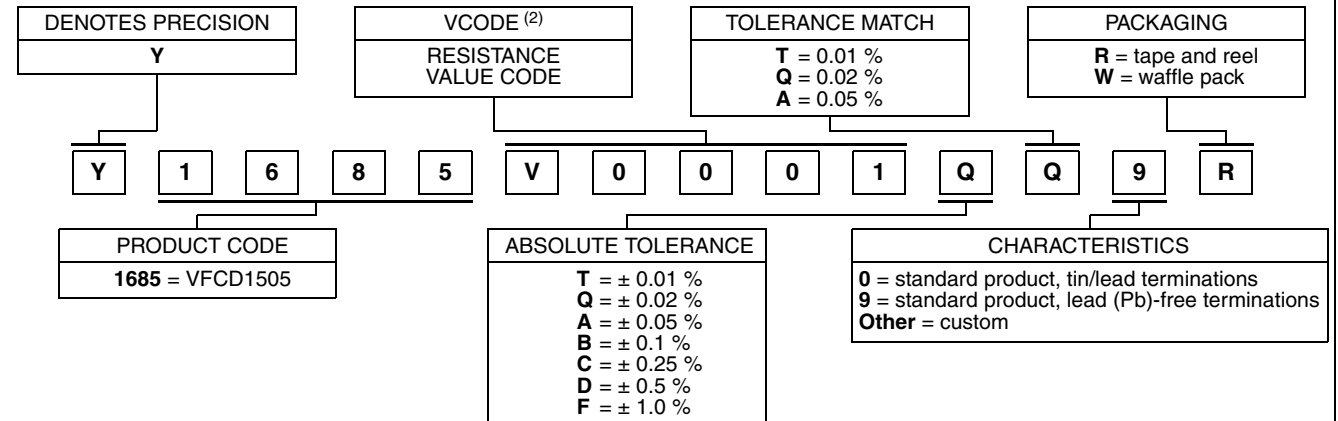 DENOTES PRECISION
Y
VCODE (2)
RESISTANCE
VALUE CODE
TOLERANCE MATCH
T = 0.01 %
Q = 0.02 %
A = 0.05 %
PACKAGING
R = tape and reel
W = waffle pack
Y 1 6 8 5 V 0 0 0 1 Q Q 9 R
PRODUCT CODE
1685 = VFCD1505
ABSOLUTE TOLERANCE
T = ± 0.01 %
Q = ± 0.02 %
A = ± 0.05 %
B = ± 0.1 %
C = ± 0.25 %
D = ± 0.5 %
F = ± 1.0 %
CHARACTERISTICS
0 = standard product, tin/lead terminations
9 = standard product, lead (Pb)-free terminations
Other = custom